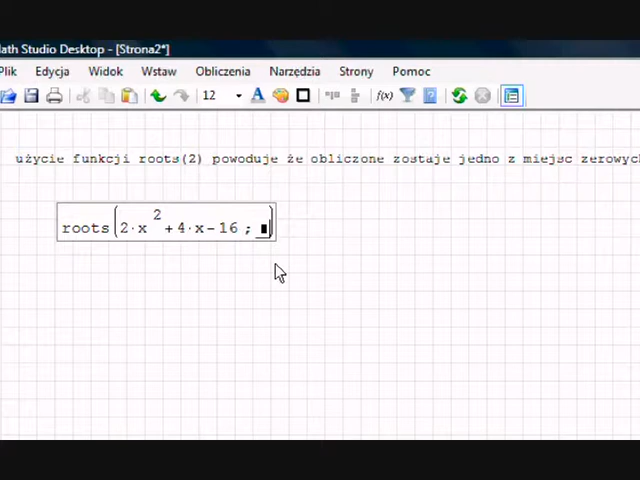 ath Studio Desktop - [Strona2*]
Plik Edycja Widok Wstaw Obliczenia Narzędzia Strony Pomoc
12 A f(x)
użycie funkcji roots(2) powoduje że obliczone zostaje jedno z miejsc zerowych
roots(2·x²+4·x-16 ; ▪)